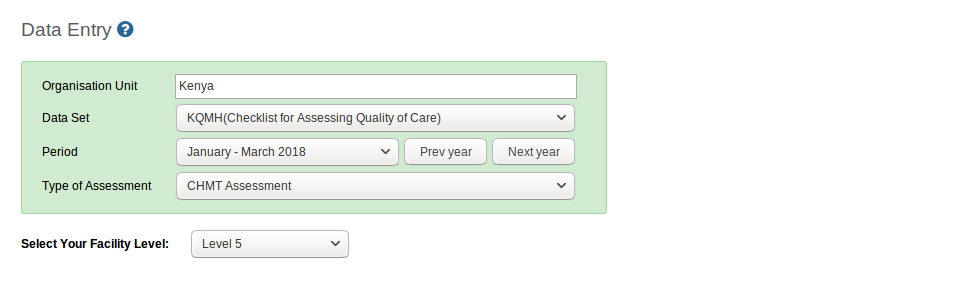 Data Entry ?
Organisation Unit Kenya
Data Set KQMH(Checklist for Assessing Quality of Care)
Period January - March 2018 Prev year Next year
Type of Assessment CHMT Assessment
Select Your Facility Level: Level 5